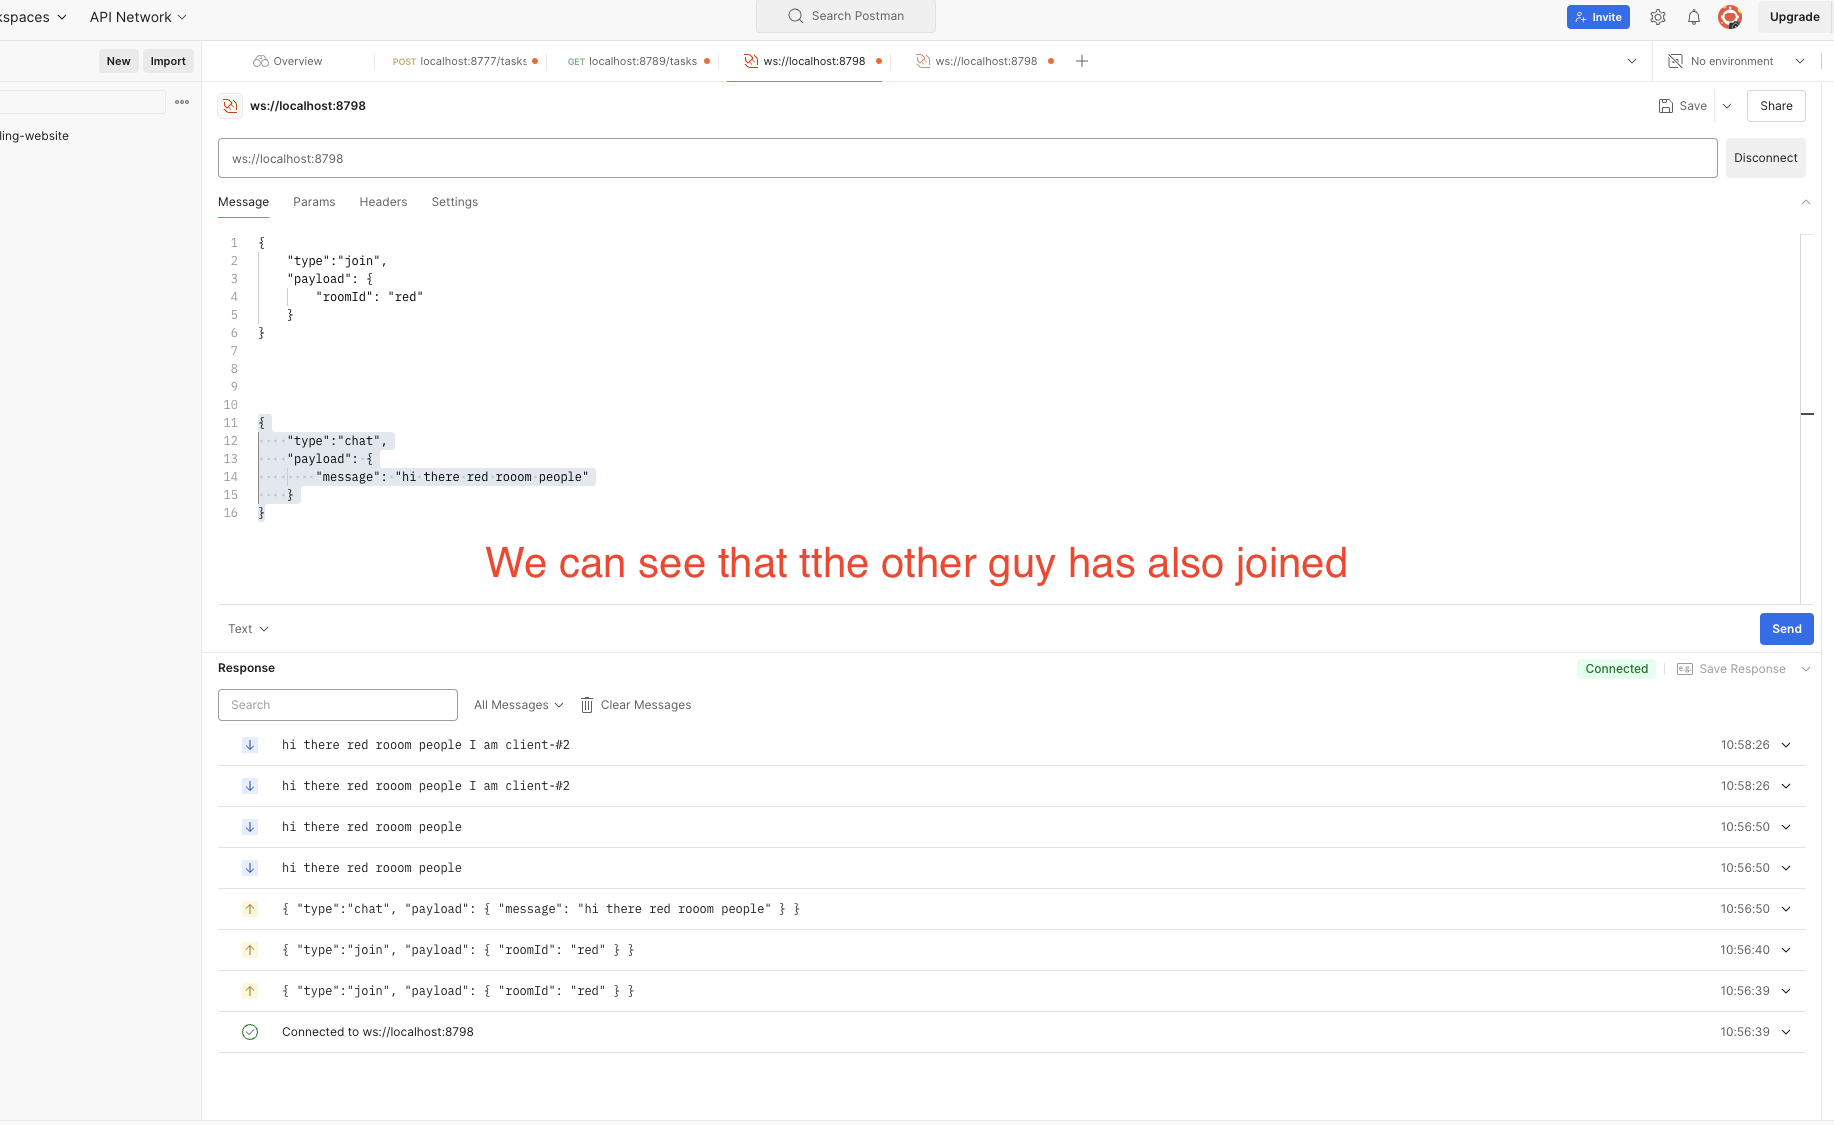 kspaces API Network Search Postman Invite Upgrade
New Import Overview POST localhost:8777/tasks GET localhost:8789/tasks ws://localhost:8798 ws://localhost:8798 No environment
ws://localhost:8798 Save Share
ling-website
ws://localhost:8798 Disconnect
Message Params Headers Settings
1 {
2 "type":"join",
3 "payload": {
4 "roomId": "red"
5 }
6 }
7
8
9
10
11 {
12 "type":"chat",
13 "payload": {
14 "message": "hi there red rooom people"
15 }
16 }
We can see that tthe other guy has also joined
Text Send
Response Connected Save Response
Search All Messages Clear Messages
hi there red rooom people I am client-#2 10:58:26
hi there red rooom people I am client-#2 10:58:26
hi there red rooom people 10:56:50
hi there red rooom people 10:56:50
{ "type":"chat", "payload": { "message": "hi there red rooom people" } } 10:56:50
{ "type":"join", "payload": { "roomId": "red" } } 10:56:40
{ "type":"join", "payload": { "roomId": "red" } } 10:56:39
Connected to ws://localhost:8798 10:56:39